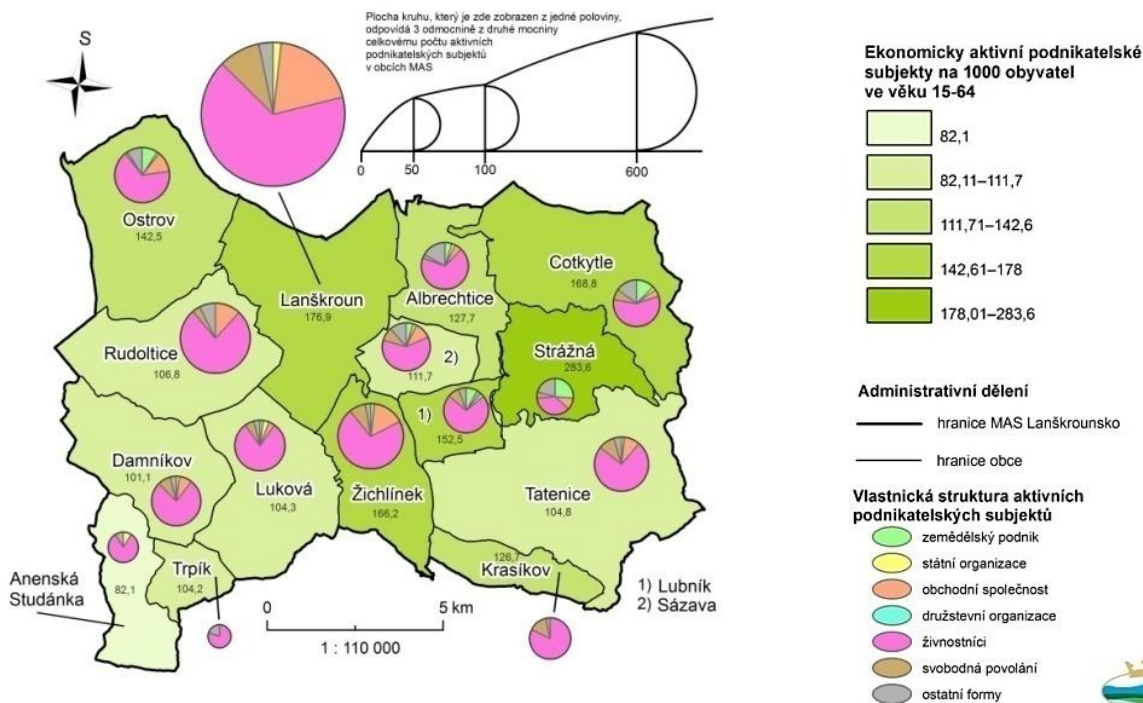 S
Plocha kruhu, který je zde zobrazen z jedné poloviny,
odpovídá 3 odmocnině z druhé mocniny
celkovému počtu aktivních
podnikatelských subjektů
v obcích MAS
0 50 100 600
Ostrov
142,5
Lanškroun
176,9
Albrechtice
127,7
Cotkytle
168,8
Rudoltice
106,8
2)
111,7
Strážná
283,6
1)
152,5
Damníkov
101,1
Luková
104,3
Žichlínek
166,2
Tatenice
104,8
Trpík
104,2
126,7
Krasíkov
Anenská
Studánka
82,1
0 5 km
1 : 110 000
1) Lubník
2) Sázava
Ekonomicky aktivní podnikatelské
subjekty na 1000 obyvatel
ve věku 15-64
82,1
82,11–111,7
111,71–142,6
142,61–178
178,01–283,6
Administrativní dělení
hranice MAS Lanškrounsko
hranice obce
Vlastnická struktura aktivních
podnikatelských subjektů
zemědělský podnik
státní organizace
obchodní společnost
družstevní organizace
živnostníci
svobodná povolání
ostatní formy